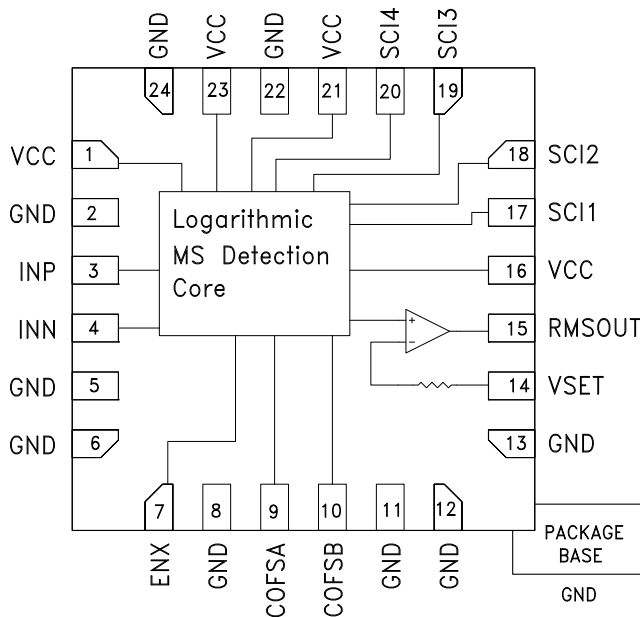 GND
VCC
GND
VCC
SCI4
SCI3
24
23
22
21
20
19
VCC
1
18
SCI2
GND
2
17
SCI1
INP
3
16
VCC
INN
4
15
RMSOUT
GND
5
14
VSET
GND
6
13
GND
Logarithmic
MS Detection
Core
+
−
7
8
9
10
11
12
ENX
GND
COFSA
COFSB
GND
GND
PACKAGE
BASE
GND